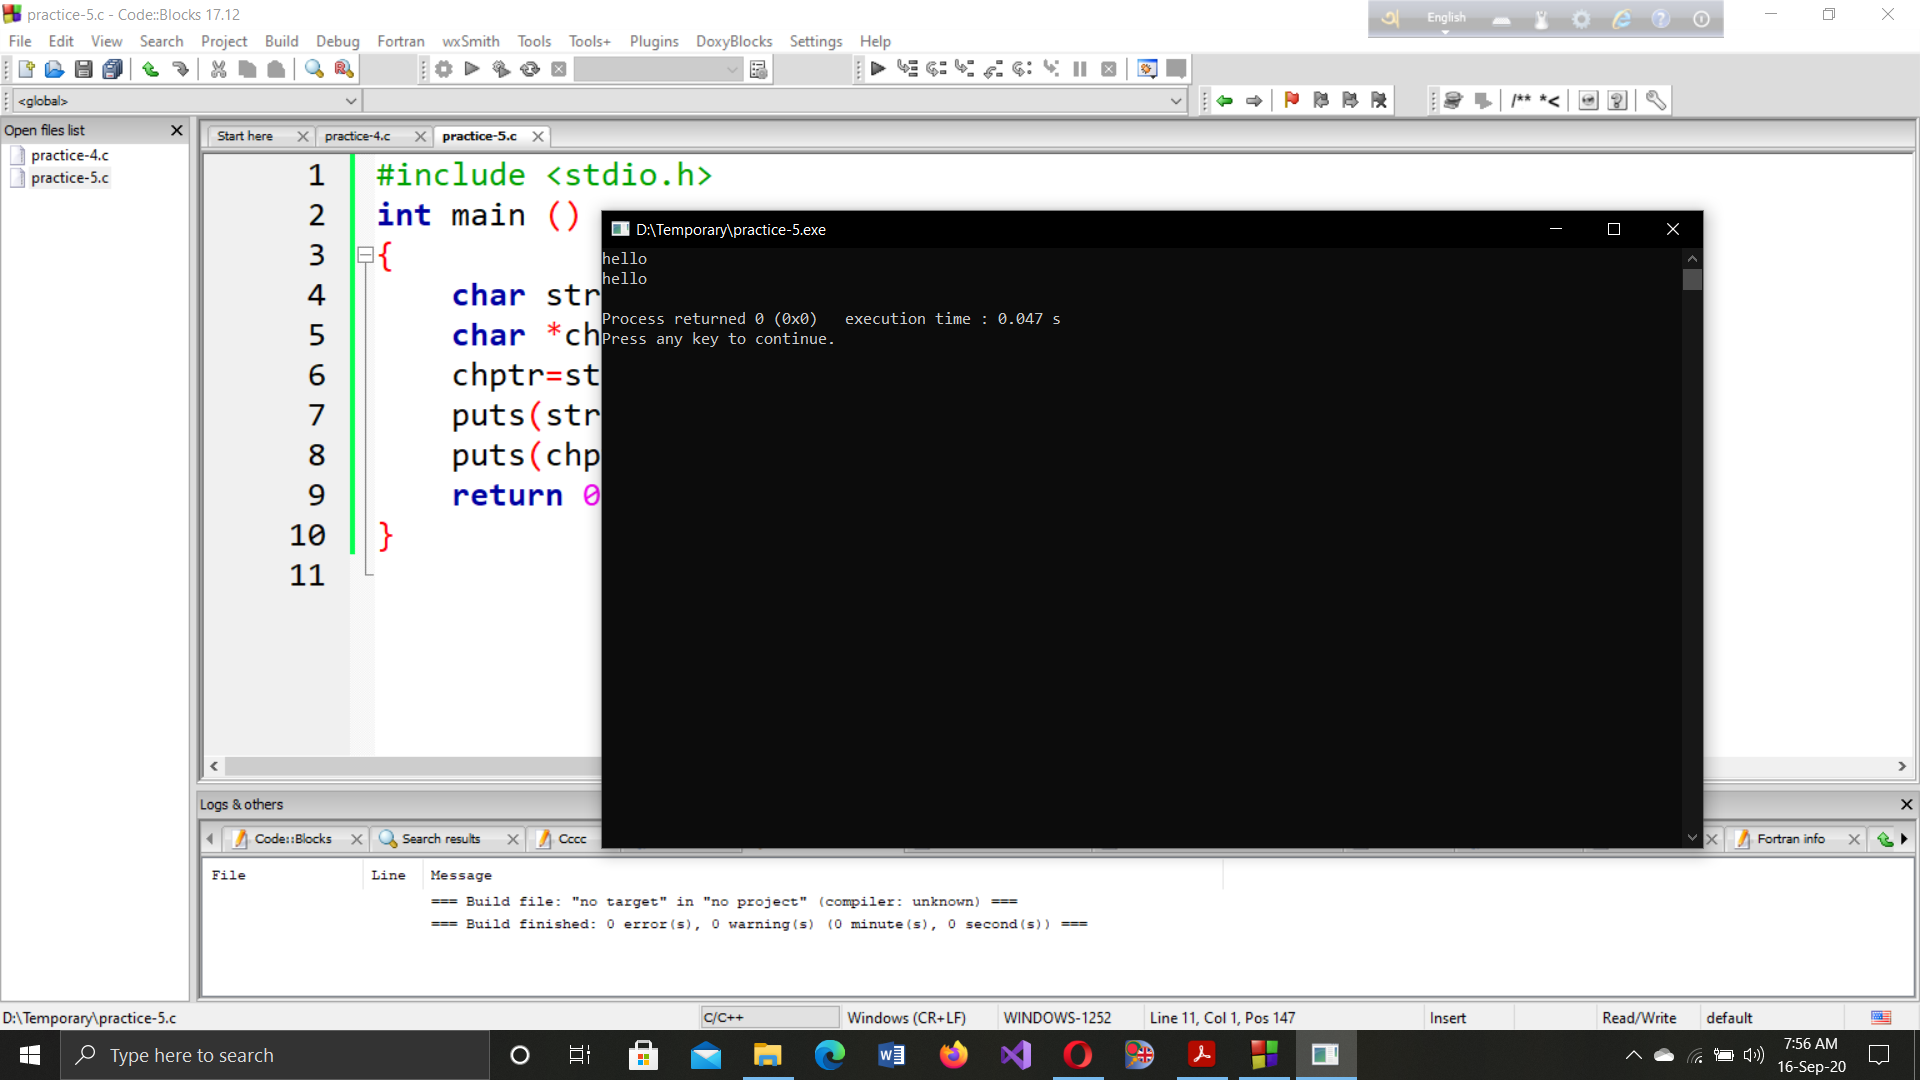 practice-5.c - Code::Blocks 17.12
English
File Edit View Search Project Build Debug Fortran wxSmith Tools Tools+ Plugins DoxyBlocks Settings Help
<global>
/** *<
Open files list
practice-4.c
practice-5.c
Start here practice-4.c practice-5.c
1 #include <stdio.h>
2 int main ()
3 {
4 char str
5 char *ch
6 chptr=st
7 puts(str
8 puts(chp
9 return 0
10 }
11
D:\Temporary\practice-5.exe
hello
hello
Process returned 0 (0x0) execution time : 0.047 s
Press any key to continue.
Logs & others
Code::Blocks Search results Cccc Fortran info
File Line Message
=== Build file: "no target" in "no project" (compiler: unknown) ===
=== Build finished: 0 error(s), 0 warning(s) (0 minute(s), 0 second(s)) ===
D:\Temporary\practice-5.c C/C++ Windows (CR+LF) WINDOWS-1252 Line 11, Col 1, Pos 147 Insert Read/Write default
Type here to search
7:56 AM
16-Sep-20